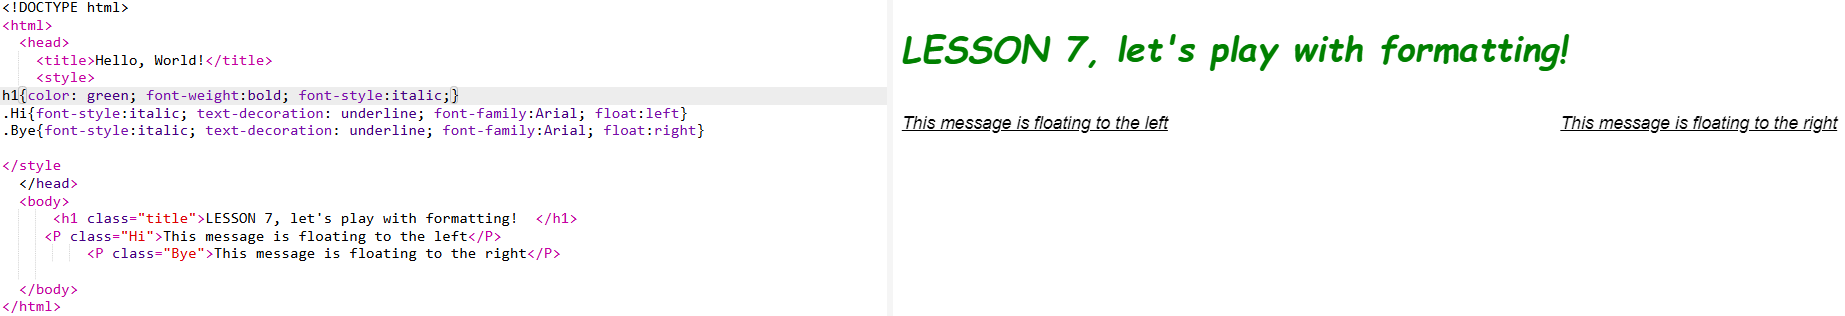 <!DOCTYPE html>
<html>
<head>
<title>Hello, World!</title>
<style>
h1{color: green; font-weight:bold; font-style:italic;}
.Hi{font-style:italic; text-decoration: underline; font-family:Arial; float:left}
.Bye{font-style:italic; text-decoration: underline; font-family:Arial; float:right}
</style
</head>
<body>
<h1 class="title">LESSON 7, let's play with formatting!  </h1>
<P class="Hi">This message is floating to the left</P>
<P class="Bye">This message is floating to the right</P>
</body>
</html>
LESSON 7, let's play with formatting!
This message is floating to the left
This message is floating to the right